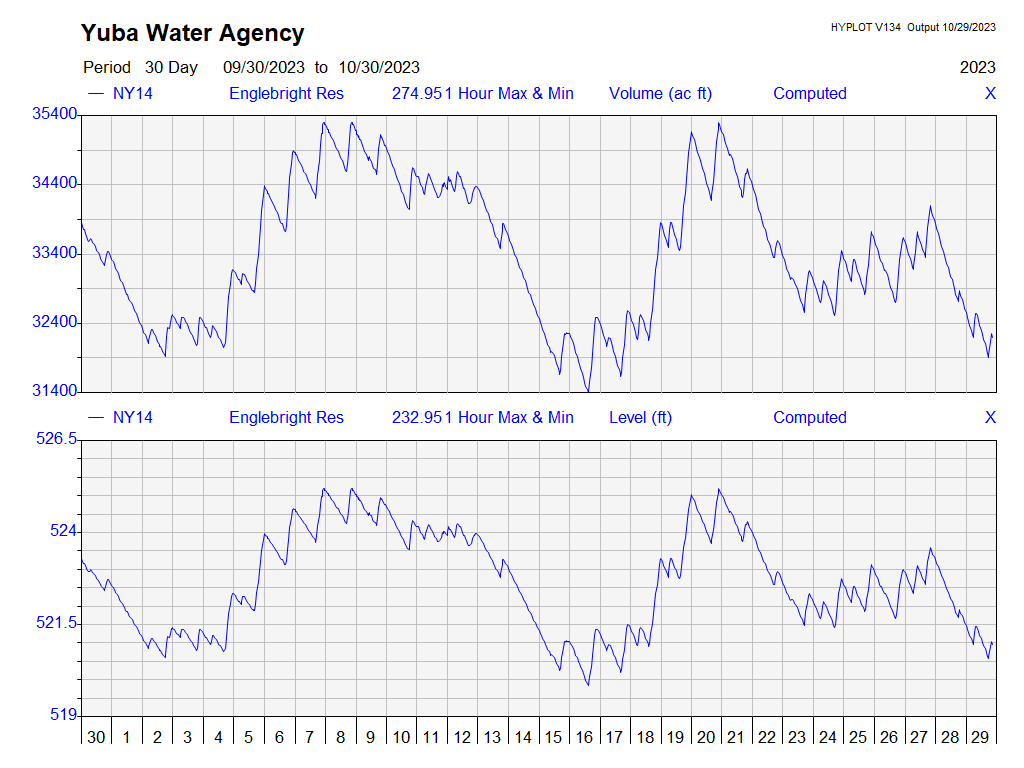 Yuba Water Agency
HYPLOT V134 Output 10/29/2023
Period 30 Day 09/30/2023 to 10/30/2023
2023
NY14 Englebright Res 274.951 Hour Max & Min Volume (ac ft) Computed X
35400
34400
33400
32400
31400
NY14 Englebright Res 232.951 Hour Max & Min Level (ft) Computed X
526.5
524
521.5
519
30 1 2 3 4 5 6 7 8 9 10 11 12 13 14 15 16 17 18 19 20 21 22 23 24 25 26 27 28 29